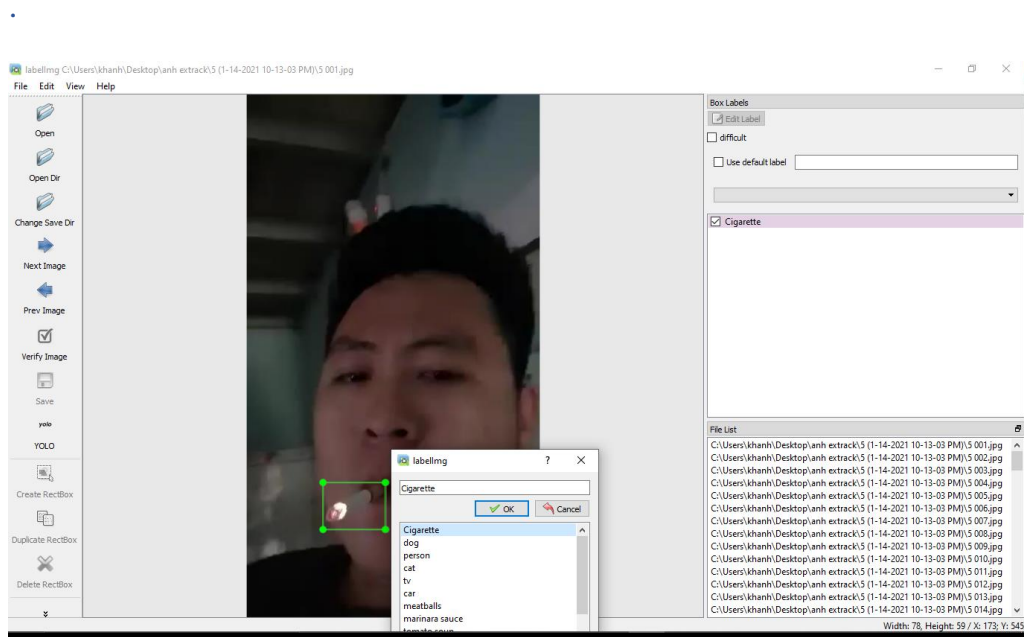 labelImg C:\Users\khanh\Desktop\anh extrack\5 (1-14-2021 10-13-03 PM)\5 001.jpg
File Edit View Help
Open
Open Dir
Change Save Dir
Next Image
Prev Image
Verify Image
Save
yolo
YOLO
Create RectBox
Duplicate RectBox
Delete RectBox
labelImg ? ×
Cigarette
OK Cancel
Cigarette
dog
person
cat
tv
car
meatballs
marinara sauce
tomato soup
Box Labels
Edit Label
difficult
Use default label
Cigarette
File List
C:\Users\khanh\Desktop\anh extrack\5 (1-14-2021 10-13-03 PM)\5 001.jpg
C:\Users\khanh\Desktop\anh extrack\5 (1-14-2021 10-13-03 PM)\5 002.jpg
C:\Users\khanh\Desktop\anh extrack\5 (1-14-2021 10-13-03 PM)\5 003.jpg
C:\Users\khanh\Desktop\anh extrack\5 (1-14-2021 10-13-03 PM)\5 004.jpg
C:\Users\khanh\Desktop\anh extrack\5 (1-14-2021 10-13-03 PM)\5 005.jpg
C:\Users\khanh\Desktop\anh extrack\5 (1-14-2021 10-13-03 PM)\5 006.jpg
C:\Users\khanh\Desktop\anh extrack\5 (1-14-2021 10-13-03 PM)\5 007.jpg
C:\Users\khanh\Desktop\anh extrack\5 (1-14-2021 10-13-03 PM)\5 008.jpg
C:\Users\khanh\Desktop\anh extrack\5 (1-14-2021 10-13-03 PM)\5 009.jpg
C:\Users\khanh\Desktop\anh extrack\5 (1-14-2021 10-13-03 PM)\5 010.jpg
C:\Users\khanh\Desktop\anh extrack\5 (1-14-2021 10-13-03 PM)\5 011.jpg
C:\Users\khanh\Desktop\anh extrack\5 (1-14-2021 10-13-03 PM)\5 012.jpg
C:\Users\khanh\Desktop\anh extrack\5 (1-14-2021 10-13-03 PM)\5 013.jpg
C:\Users\khanh\Desktop\anh extrack\5 (1-14-2021 10-13-03 PM)\5 014.jpg
Width: 78, Height: 59 / X: 173; Y: 545